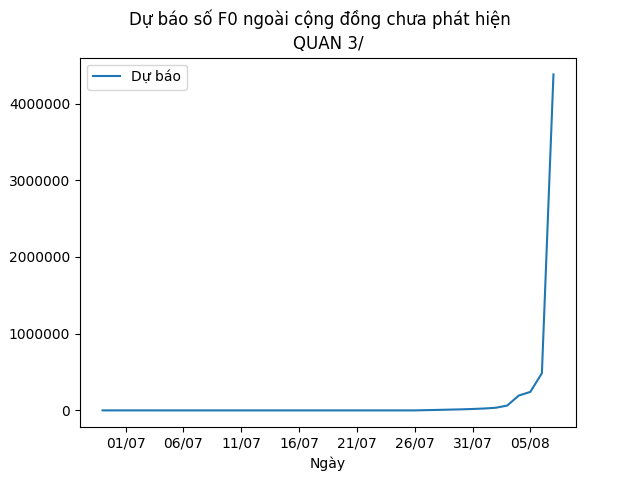 Dự báo số F0 ngoài cộng đồng chưa phát hiện
QUAN 3/
Dự báo
4000000
3000000
2000000
1000000
0
01/07 06/07 11/07 16/07 21/07 26/07 31/07 05/08
Ngày